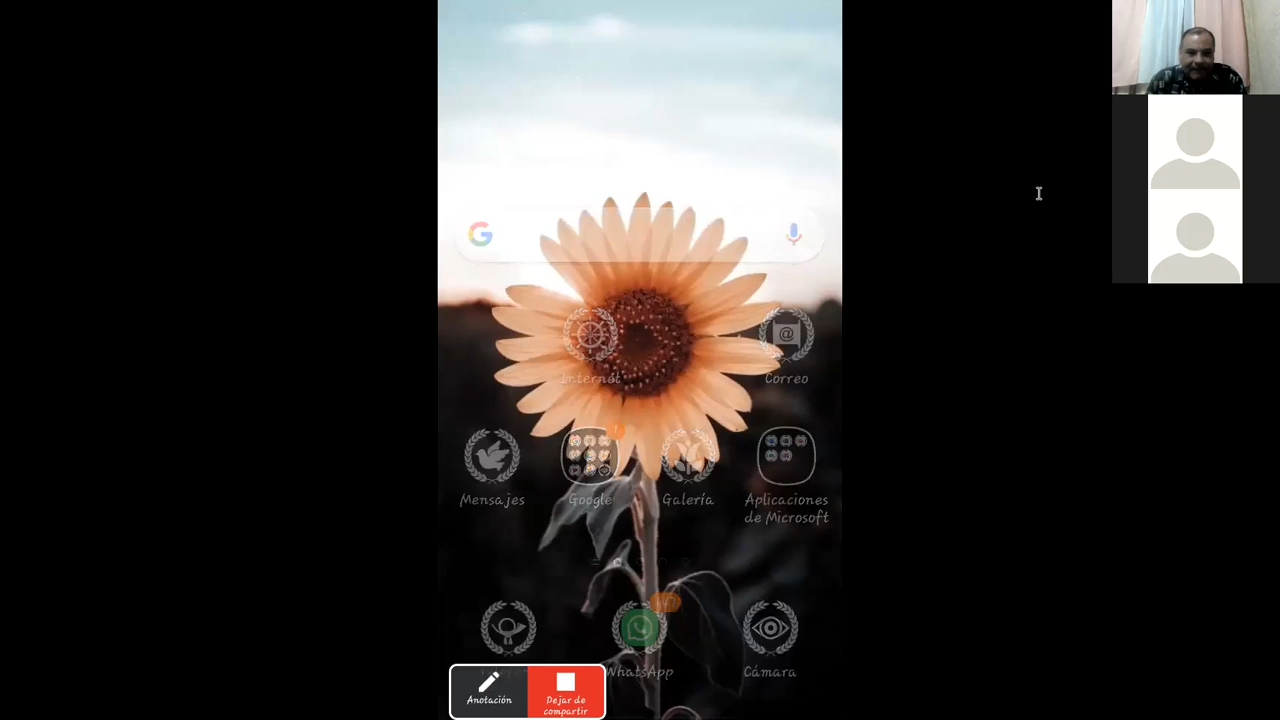 Internet
Correo
Mensajes
Google
Galería
Aplicaciones
de Microsoft
WhatsApp
Cámara
Anotación
Dejar de
compartir